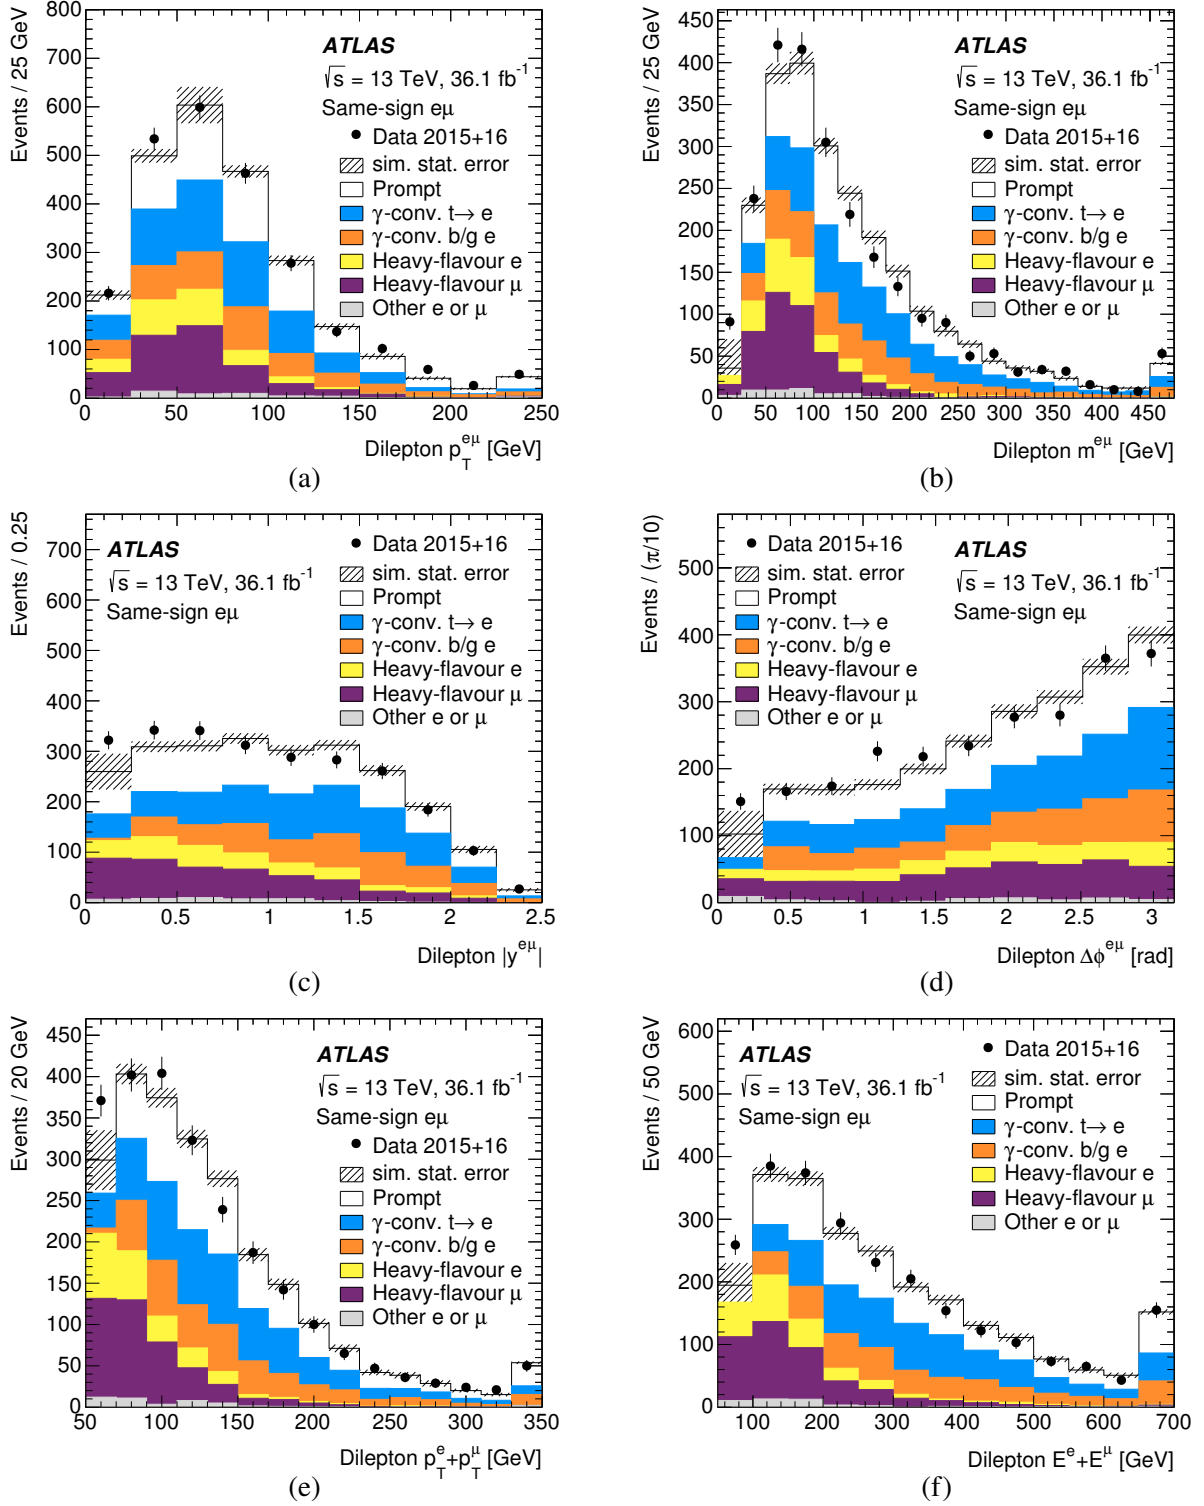 Events / 25 GeV
800
700
600
500
400
300
200
100
0
ATLAS
√s = 13 TeV, 36.1 fb⁻¹
Same-sign eμ
Data 2015+16
sim. stat. error
Prompt
γ-conv. t→ e
γ-conv. b/g e
Heavy-flavour e
Heavy-flavour μ
Other e or μ
0 50 100 150 200 250
Dilepton p_T^eμ [GeV]
(a)
Events / 25 GeV
450
400
350
300
250
200
150
100
50
0
ATLAS
√s = 13 TeV, 36.1 fb⁻¹
Same-sign eμ
Data 2015+16
sim. stat. error
Prompt
γ-conv. t→ e
γ-conv. b/g e
Heavy-flavour e
Heavy-flavour μ
Other e or μ
0 50 100 150 200 250 300 350 400 450
Dilepton m^eμ [GeV]
(b)
Events / 0.25
700
600
500
400
300
200
100
0
ATLAS
√s = 13 TeV, 36.1 fb⁻¹
Same-sign eμ
Data 2015+16
sim. stat. error
Prompt
γ-conv. t→ e
γ-conv. b/g e
Heavy-flavour e
Heavy-flavour μ
Other e or μ
0 0.5 1 1.5 2 2.5
Dilepton |y^eμ|
(c)
Events / (π/10)
500
400
300
200
100
0
Data 2015+16
sim. stat. error
Prompt
γ-conv. t→ e
γ-conv. b/g e
Heavy-flavour e
Heavy-flavour μ
Other e or μ
ATLAS
√s = 13 TeV, 36.1 fb⁻¹
Same-sign eμ
0 0.5 1 1.5 2 2.5 3
Dilepton Δϕ^eμ [rad]
(d)
Events / 20 GeV
450
400
350
300
250
200
150
100
50
0
ATLAS
√s = 13 TeV, 36.1 fb⁻¹
Same-sign eμ
Data 2015+16
sim. stat. error
Prompt
γ-conv. t→ e
γ-conv. b/g e
Heavy-flavour e
Heavy-flavour μ
Other e or μ
50 100 150 200 250 300 350
Dilepton p_T^e+p_T^μ [GeV]
(e)
Events / 50 GeV
600
500
400
300
200
100
0
ATLAS
√s = 13 TeV, 36.1 fb⁻¹
Same-sign eμ
Data 2015+16
sim. stat. error
Prompt
γ-conv. t→ e
γ-conv. b/g e
Heavy-flavour e
Heavy-flavour μ
Other e or μ
100 200 300 400 500 600 700
Dilepton E^e+E^μ [GeV]
(f)